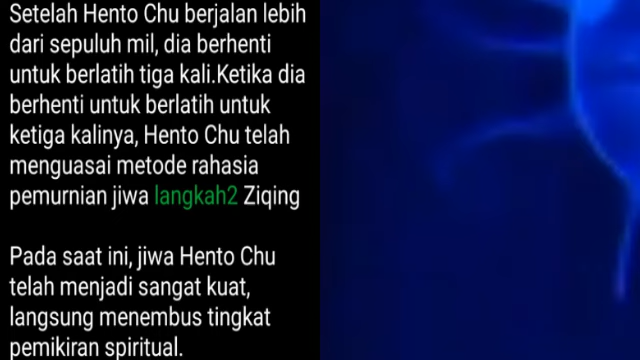 Setelah Hento Chu berjalan lebih
dari sepuluh mil, dia berhenti
untuk berlatih tiga kali.Ketika dia
berhenti untuk berlatih untuk
ketiga kalinya, Hento Chu telah
menguasai metode rahasia
pemurnian jiwa langkah2 Ziqing

Pada saat ini, jiwa Hento Chu
telah menjadi sangat kuat,
langsung menembus tingkat
pemikiran spiritual.